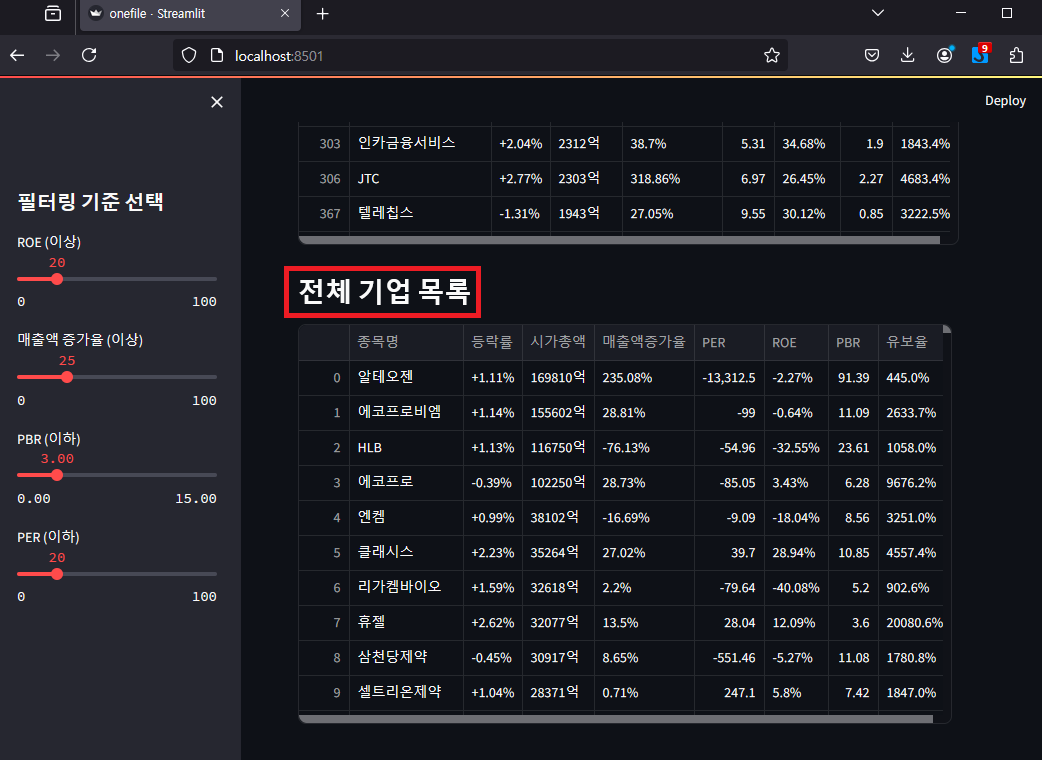 onefile · Streamlit
localhost:8501
9
Deploy
필터링 기준 선택
ROE (이상)
20
0 100
매출액 증가율 (이상)
25
0 100
PBR (이하)
3.00
0.00 15.00
PER (이하)
20
0 100
303 인카금융서비스 +2.04% 2312억 38.7% 5.31 34.68% 1.9 1843.4%
306 JTC +2.77% 2303억 318.86% 6.97 26.45% 2.27 4683.4%
367 텔레칩스 -1.31% 1943억 27.05% 9.55 30.12% 0.85 3222.5%
전체 기업 목록
종목명 등락률 시가총액 매출액증가율 PER ROE PBR 유보율
0 알테오젠 +1.11% 169810억 235.08% -13,312.5 -2.27% 91.39 445.0%
1 에코프로비엠 +1.14% 155602억 28.81% -99 -0.64% 11.09 2633.7%
2 HLB +1.13% 116750억 -76.13% -54.96 -32.55% 23.61 1058.0%
3 에코프로 -0.39% 102250억 28.73% -85.05 3.43% 6.28 9676.2%
4 엔켐 +0.99% 38102억 -16.69% -9.09 -18.04% 8.56 3251.0%
5 클래시스 +2.23% 35264억 27.02% 39.7 28.94% 10.85 4557.4%
6 리가켐바이오 +1.59% 32618억 2.2% -79.64 -40.08% 5.2 902.6%
7 휴젤 +2.62% 32077억 13.5% 28.04 12.09% 3.6 20080.6%
8 삼천당제약 -0.45% 30917억 8.65% -551.46 -5.27% 11.08 1780.8%
9 셀트리온제약 +1.04% 28371억 0.71% 247.1 5.8% 7.42 1847.0%